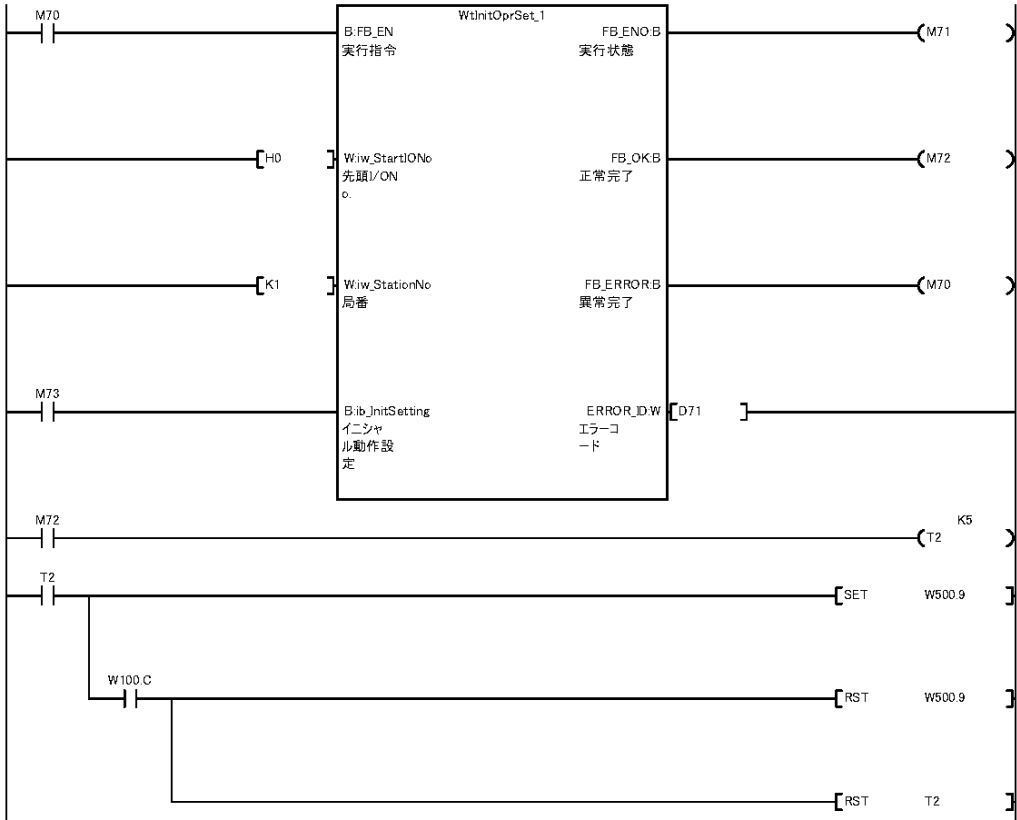 M70
WtInitOprSet_1
B:FB_EN
実行指令
FB_ENO:B
実行状態
M71
H0
W:iw_StartIONo
先頭I/ON
o.
FB_OK:B
正常完了
M72
K1
W:iw_StationNo
局番
FB_ERROR:B
異常完了
M70
M73
B:ib_InitSetting
イニシャ
ル動作設
定
ERROR_ID:W
エラーコ
ード
D71
M72
K5
T2
T2
SET W500.9
W100.C
RST W500.9
RST T2